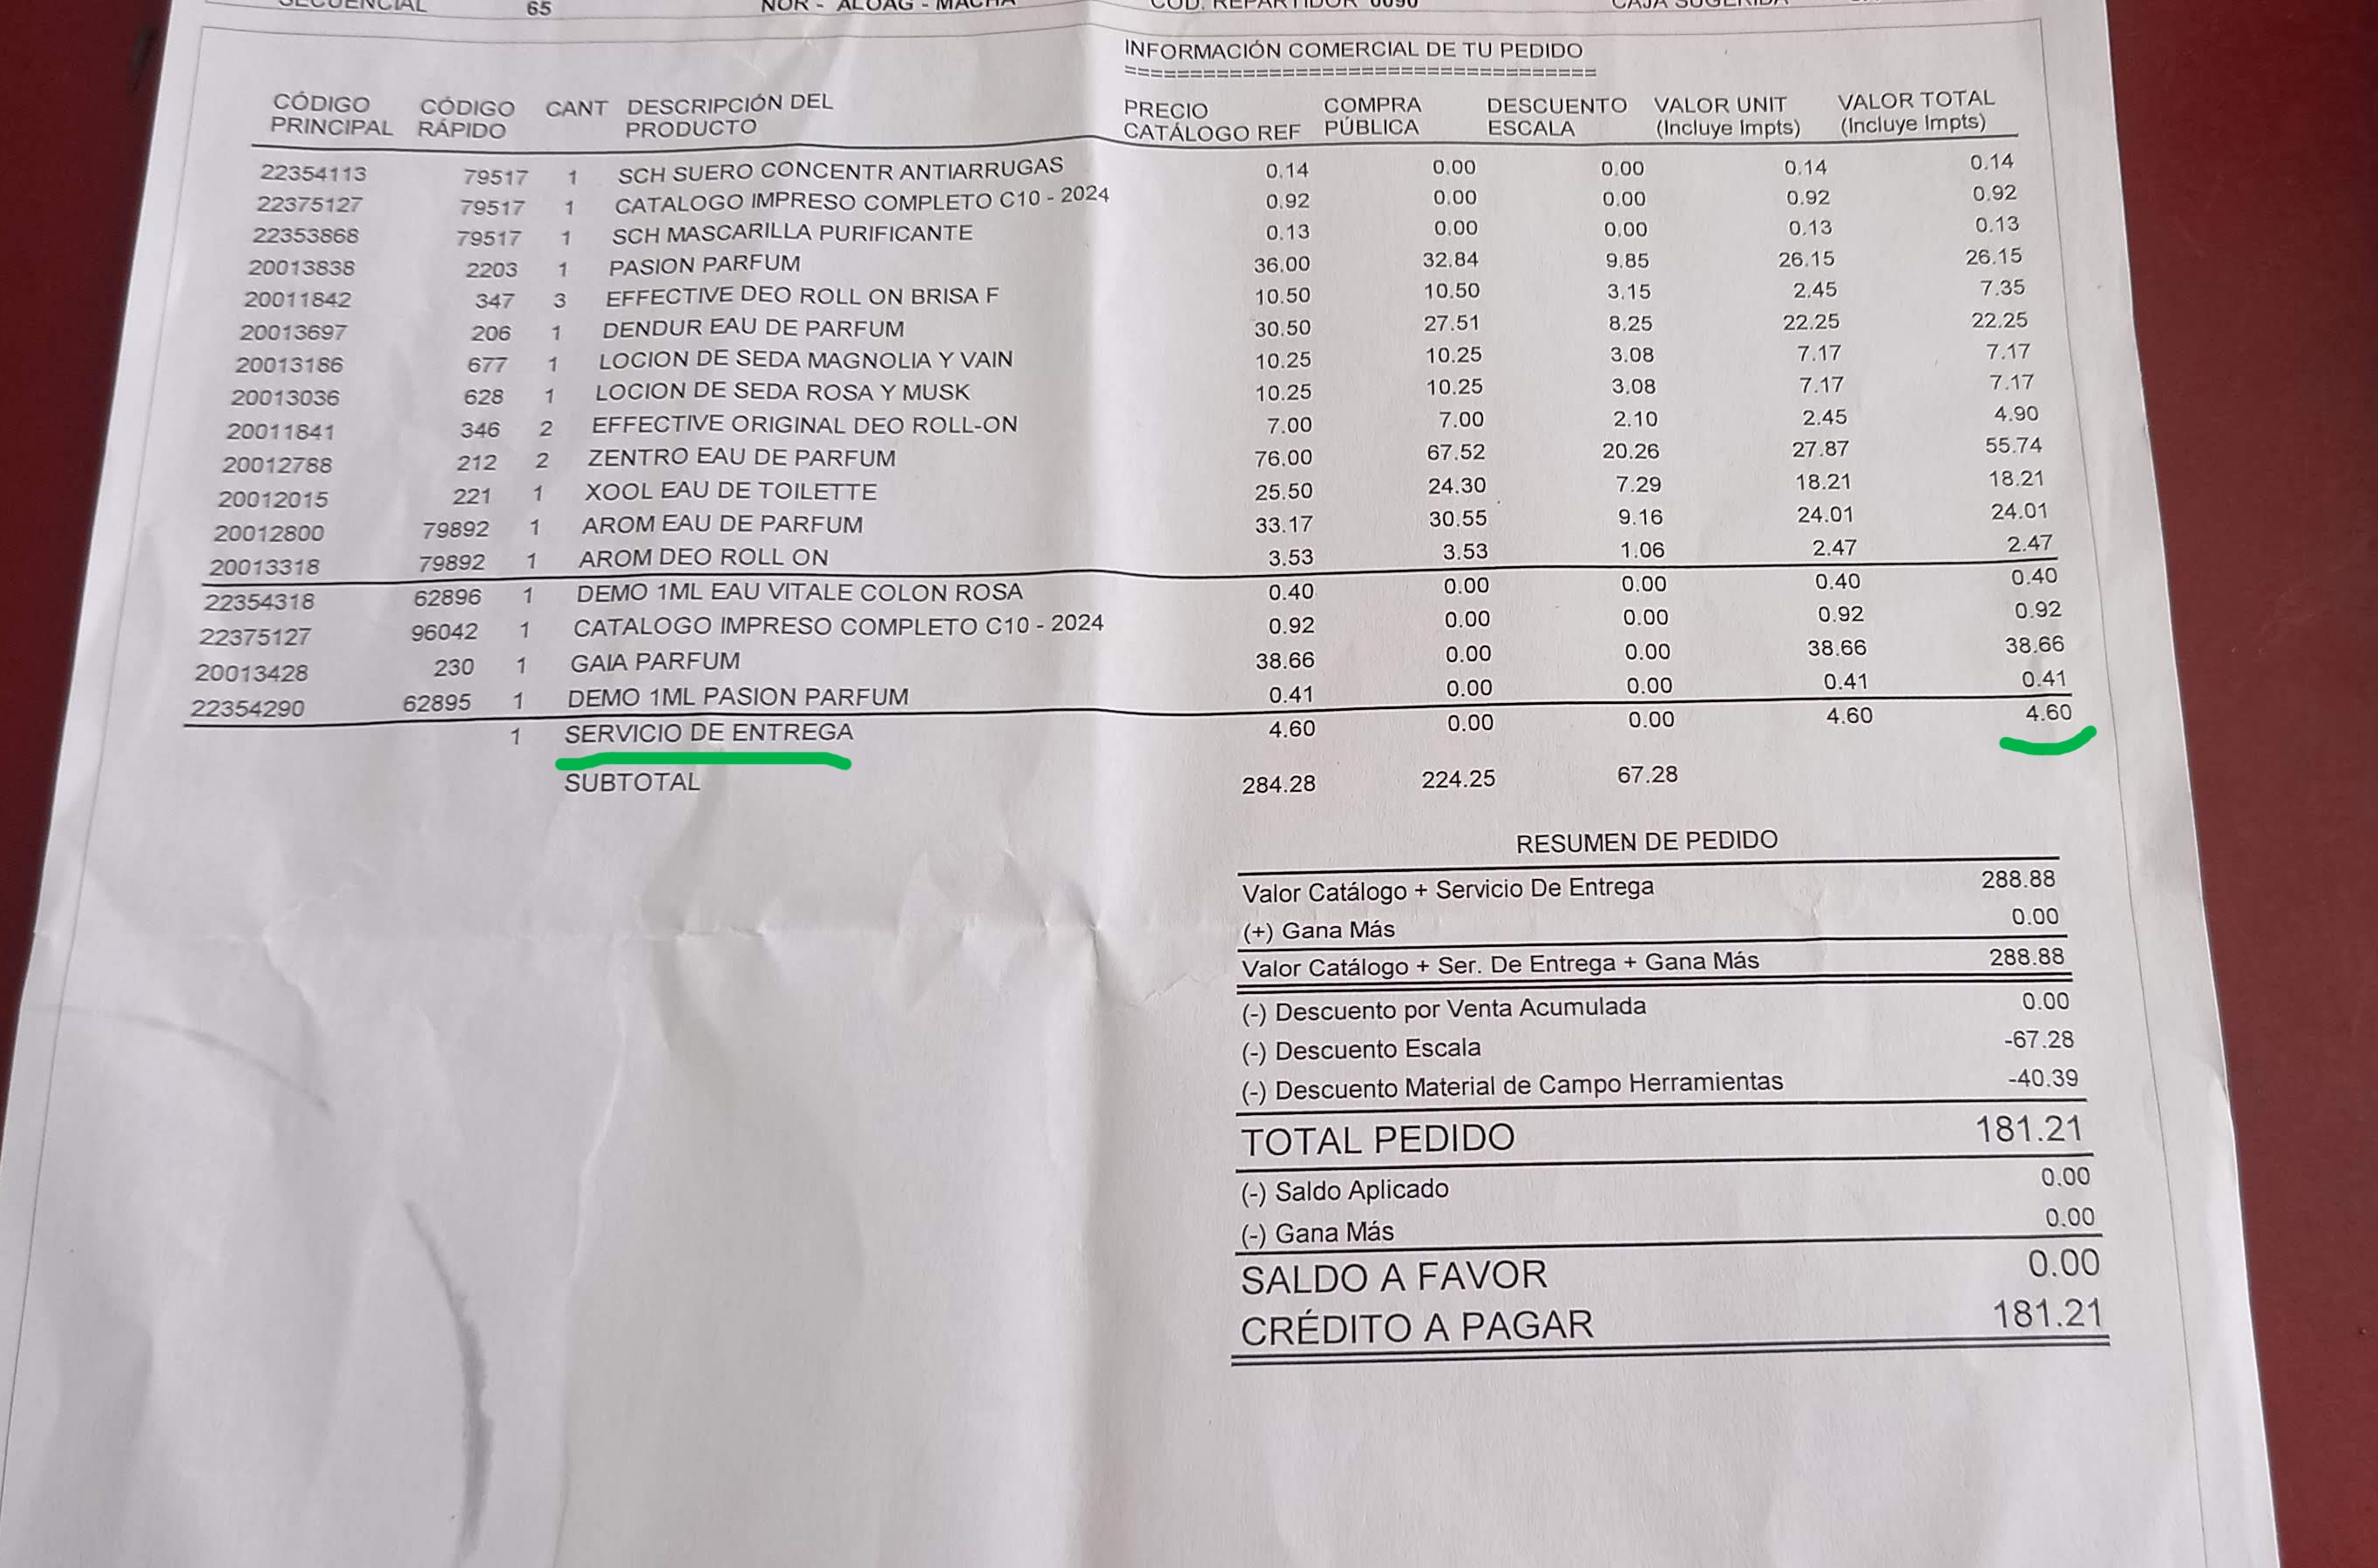 SECUENCIAL 65 NOR - ALOAG - MACHA COD. REPARTIDOR 0090 CAJA SUGERIDA
INFORMACIÓN COMERCIAL DE TU PEDIDO
====================================
CÓDIGO PRINCIPAL CÓDIGO RÁPIDO CANT DESCRIPCIÓN DEL PRODUCTO PRECIO CATÁLOGO REF COMPRA PÚBLICA DESCUENTO ESCALA VALOR UNIT (Incluye Impts) VALOR TOTAL (Incluye Impts)
22354113 79517 1 SCH SUERO CONCENTR ANTIARRUGAS 0.14 0.00 0.00 0.14 0.14
22375127 79517 1 CATALOGO IMPRESO COMPLETO C10 - 2024 0.92 0.00 0.00 0.92 0.92
22353868 79517 1 SCH MASCARILLA PURIFICANTE 0.13 0.00 0.00 0.13 0.13
20013838 2203 1 PASION PARFUM 36.00 32.84 9.85 26.15 26.15
20011842 347 3 EFFECTIVE DEO ROLL ON BRISA F 10.50 10.50 3.15 2.45 7.35
20013697 206 1 DENDUR EAU DE PARFUM 30.50 27.51 8.25 22.25 22.25
20013186 677 1 LOCION DE SEDA MAGNOLIA Y VAIN 10.25 10.25 3.08 7.17 7.17
20013036 628 1 LOCION DE SEDA ROSA Y MUSK 10.25 10.25 3.08 7.17 7.17
20011841 346 2 EFFECTIVE ORIGINAL DEO ROLL-ON 7.00 7.00 2.10 2.45 4.90
20012788 212 2 ZENTRO EAU DE PARFUM 76.00 67.52 20.26 27.87 55.74
20012015 221 1 XOOL EAU DE TOILETTE 25.50 24.30 7.29 18.21 18.21
20012800 79892 1 AROM EAU DE PARFUM 33.17 30.55 9.16 24.01 24.01
20013318 79892 1 AROM DEO ROLL ON 3.53 3.53 1.06 2.47 2.47
22354318 62896 1 DEMO 1ML EAU VITALE COLON ROSA 0.40 0.00 0.00 0.40 0.40
22375127 96042 1 CATALOGO IMPRESO COMPLETO C10 - 2024 0.92 0.00 0.00 0.92 0.92
20013428 230 1 GAIA PARFUM 38.66 0.00 0.00 38.66 38.66
22354290 62895 1 DEMO 1ML PASION PARFUM 0.41 0.00 0.00 0.41 0.41
1 SERVICIO DE ENTREGA 4.60 0.00 0.00 4.60 4.60
SUBTOTAL 284.28 224.25 67.28
RESUMEN DE PEDIDO
Valor Catálogo + Servicio De Entrega 288.88
(+) Gana Más 0.00
Valor Catálogo + Ser. De Entrega + Gana Más 288.88
(-) Descuento por Venta Acumulada 0.00
(-) Descuento Escala -67.28
(-) Descuento Material de Campo Herramientas -40.39
TOTAL PEDIDO 181.21
(-) Saldo Aplicado 0.00
(-) Gana Más 0.00
SALDO A FAVOR 0.00
CRÉDITO A PAGAR 181.21